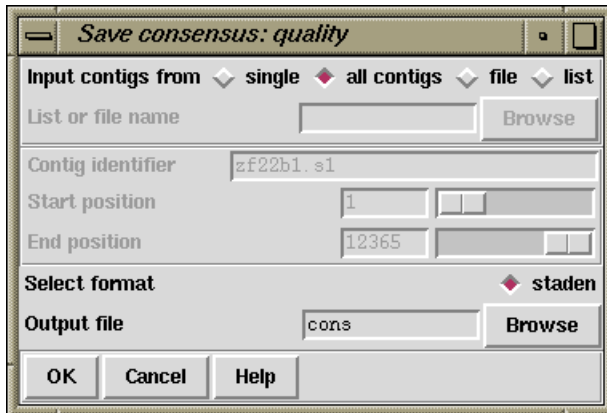 Save consensus: quality
Input contigs from single all contigs file list
List or file name Browse
Contig identifier zf22b1.s1
Start position 1
End position 12365
Select format staden
Output file cons Browse
OK Cancel Help